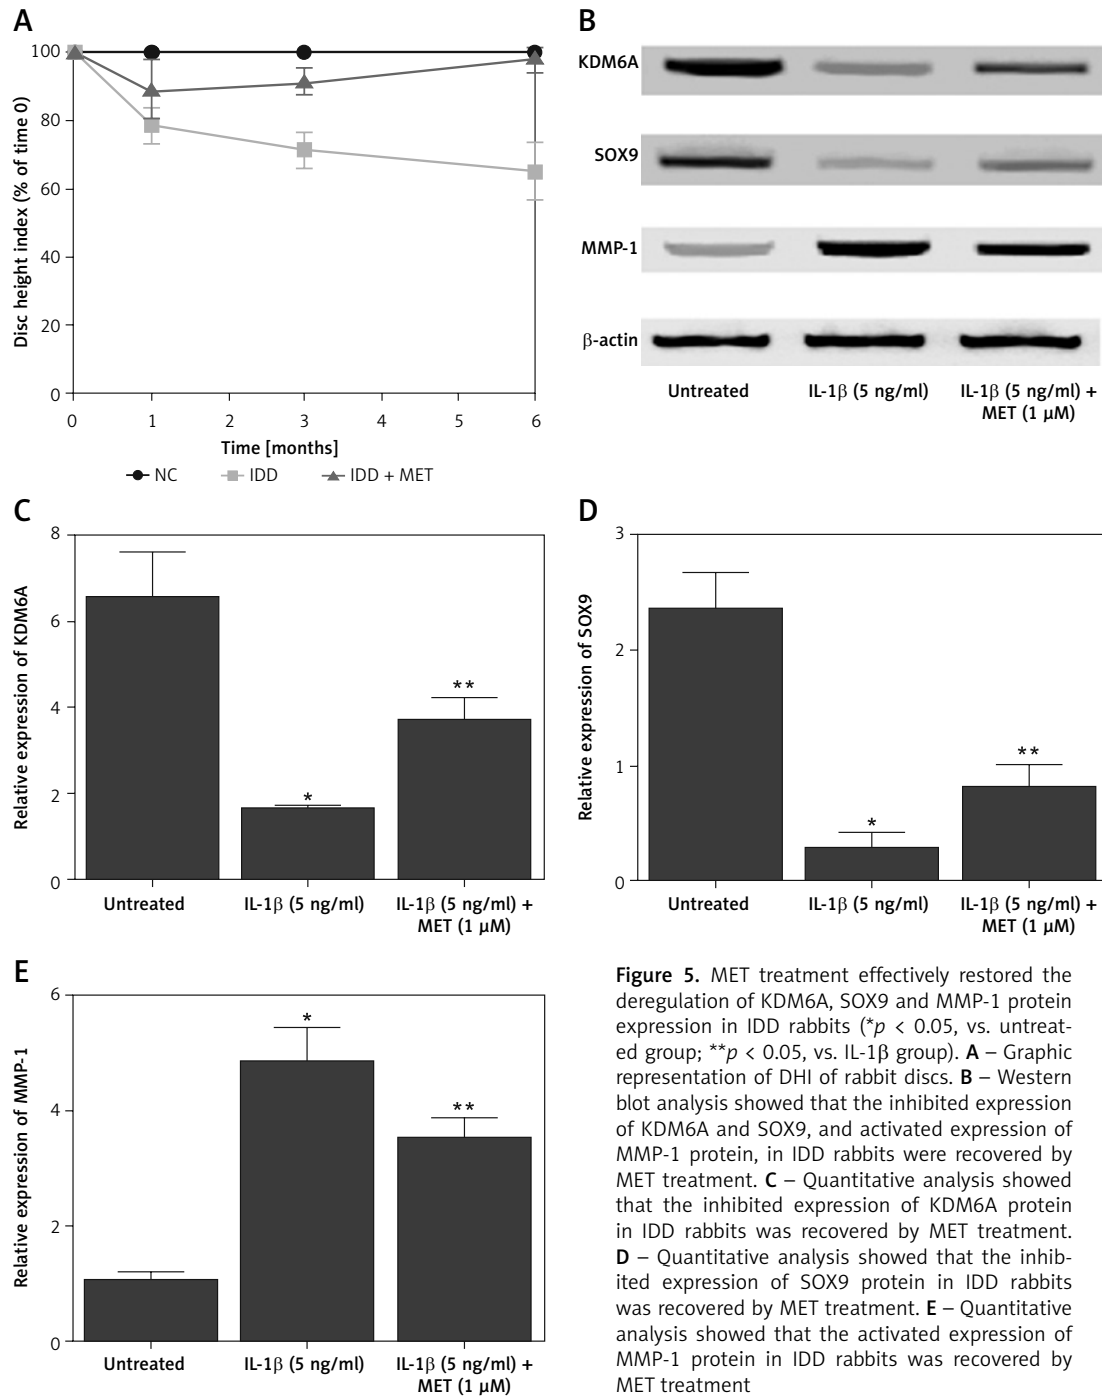 A
100
80
60
40
20
0
Disc height index (% of time 0)
0 1 2 3 4 5 6
Time [months]
NC IDD IDD + MET
B
KDM6A
SOX9
MMP-1
β-actin
Untreated IL-1β (5 ng/ml) IL-1β (5 ng/ml) +
MET (1 µM)
C
8
6
4
2
0
Relative expression of KDM6A
*
**
Untreated IL-1β (5 ng/ml) IL-1β (5 ng/ml) +
MET (1 µM)
D
3
2
1
0
Relative expression of SOX9
*
**
Untreated IL-1β (5 ng/ml) IL-1β (5 ng/ml) +
MET (1 µM)
E
6
4
2
0
Relative expression of MMP-1
*
**
Untreated IL-1β (5 ng/ml) IL-1β (5 ng/ml) +
MET (1 µM)
Figure 5. MET treatment effectively restored the
deregulation of KDM6A, SOX9 and MMP-1 protein
expression in IDD rabbits (*p < 0.05, vs. untreat-
ed group; **p < 0.05, vs. IL-1β group). A – Graphic
representation of DHI of rabbit discs. B – Western
blot analysis showed that the inhibited expression
of KDM6A and SOX9, and activated expression of
MMP-1 protein, in IDD rabbits were recovered by
MET treatment. C – Quantitative analysis showed
that the inhibited expression of KDM6A protein
in IDD rabbits was recovered by MET treatment.
D – Quantitative analysis showed that the inhib-
ited expression of SOX9 protein in IDD rabbits
was recovered by MET treatment. E – Quantitative
analysis showed that the activated expression of
MMP-1 protein in IDD rabbits was recovered by
MET treatment